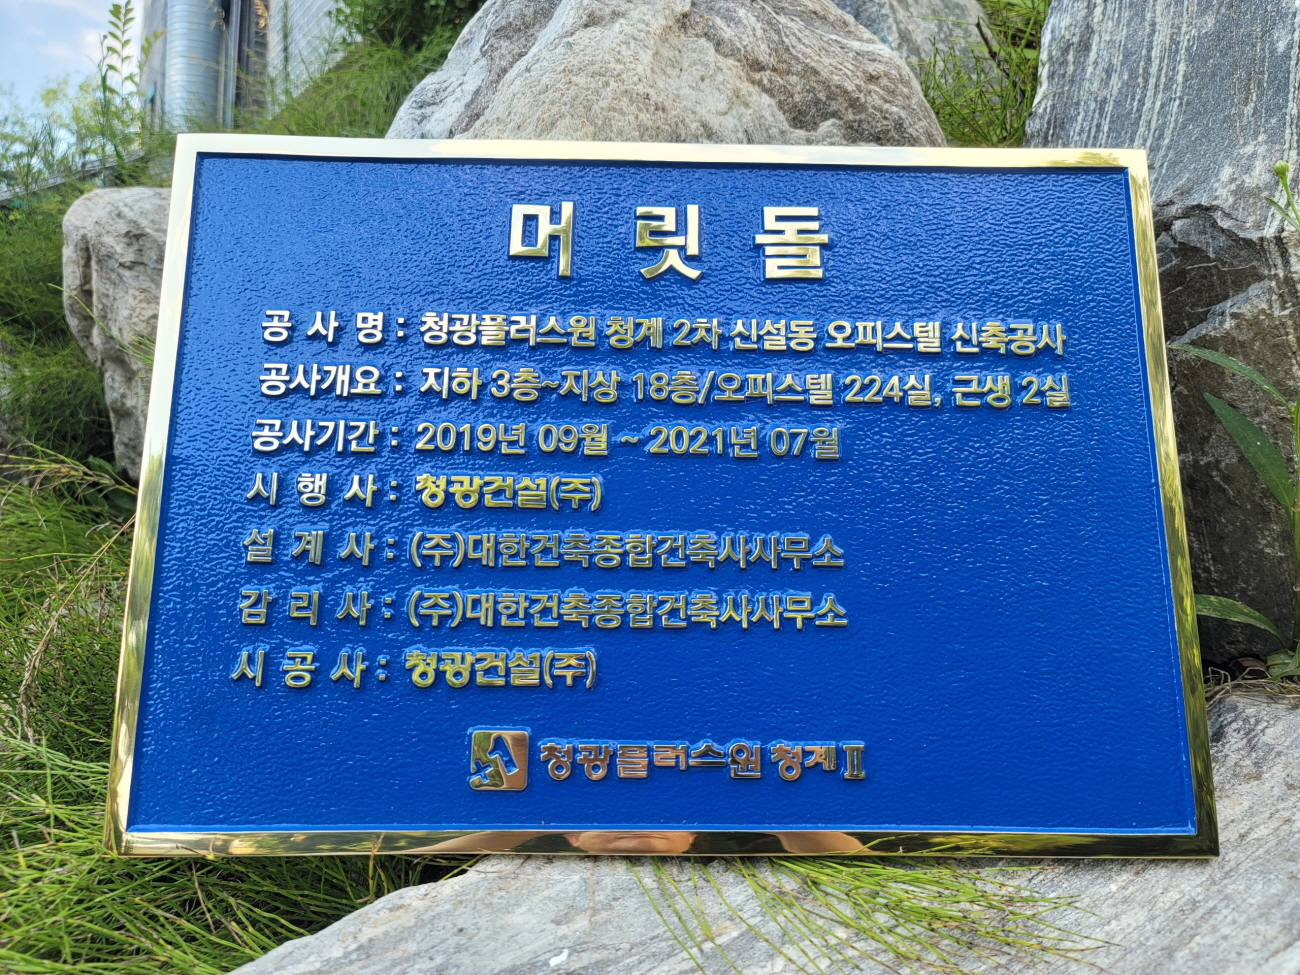 머릿돌
공 사 명 : 청광플러스원 청계 2차 신설동 오피스텔 신축공사
공사개요 : 지하 3층~지상 18층/오피스텔 224실, 근생 2실
공사기간 : 2019년 09월 ~ 2021년 07월
시 행 사 : 청광건설(주)
설 계 사 : (주)대한건축종합건축사사무소
감 리 사 : (주)대한건축종합건축사사무소
시 공 사 : 청광건설(주)
청광플러스원 청계 Ⅱ